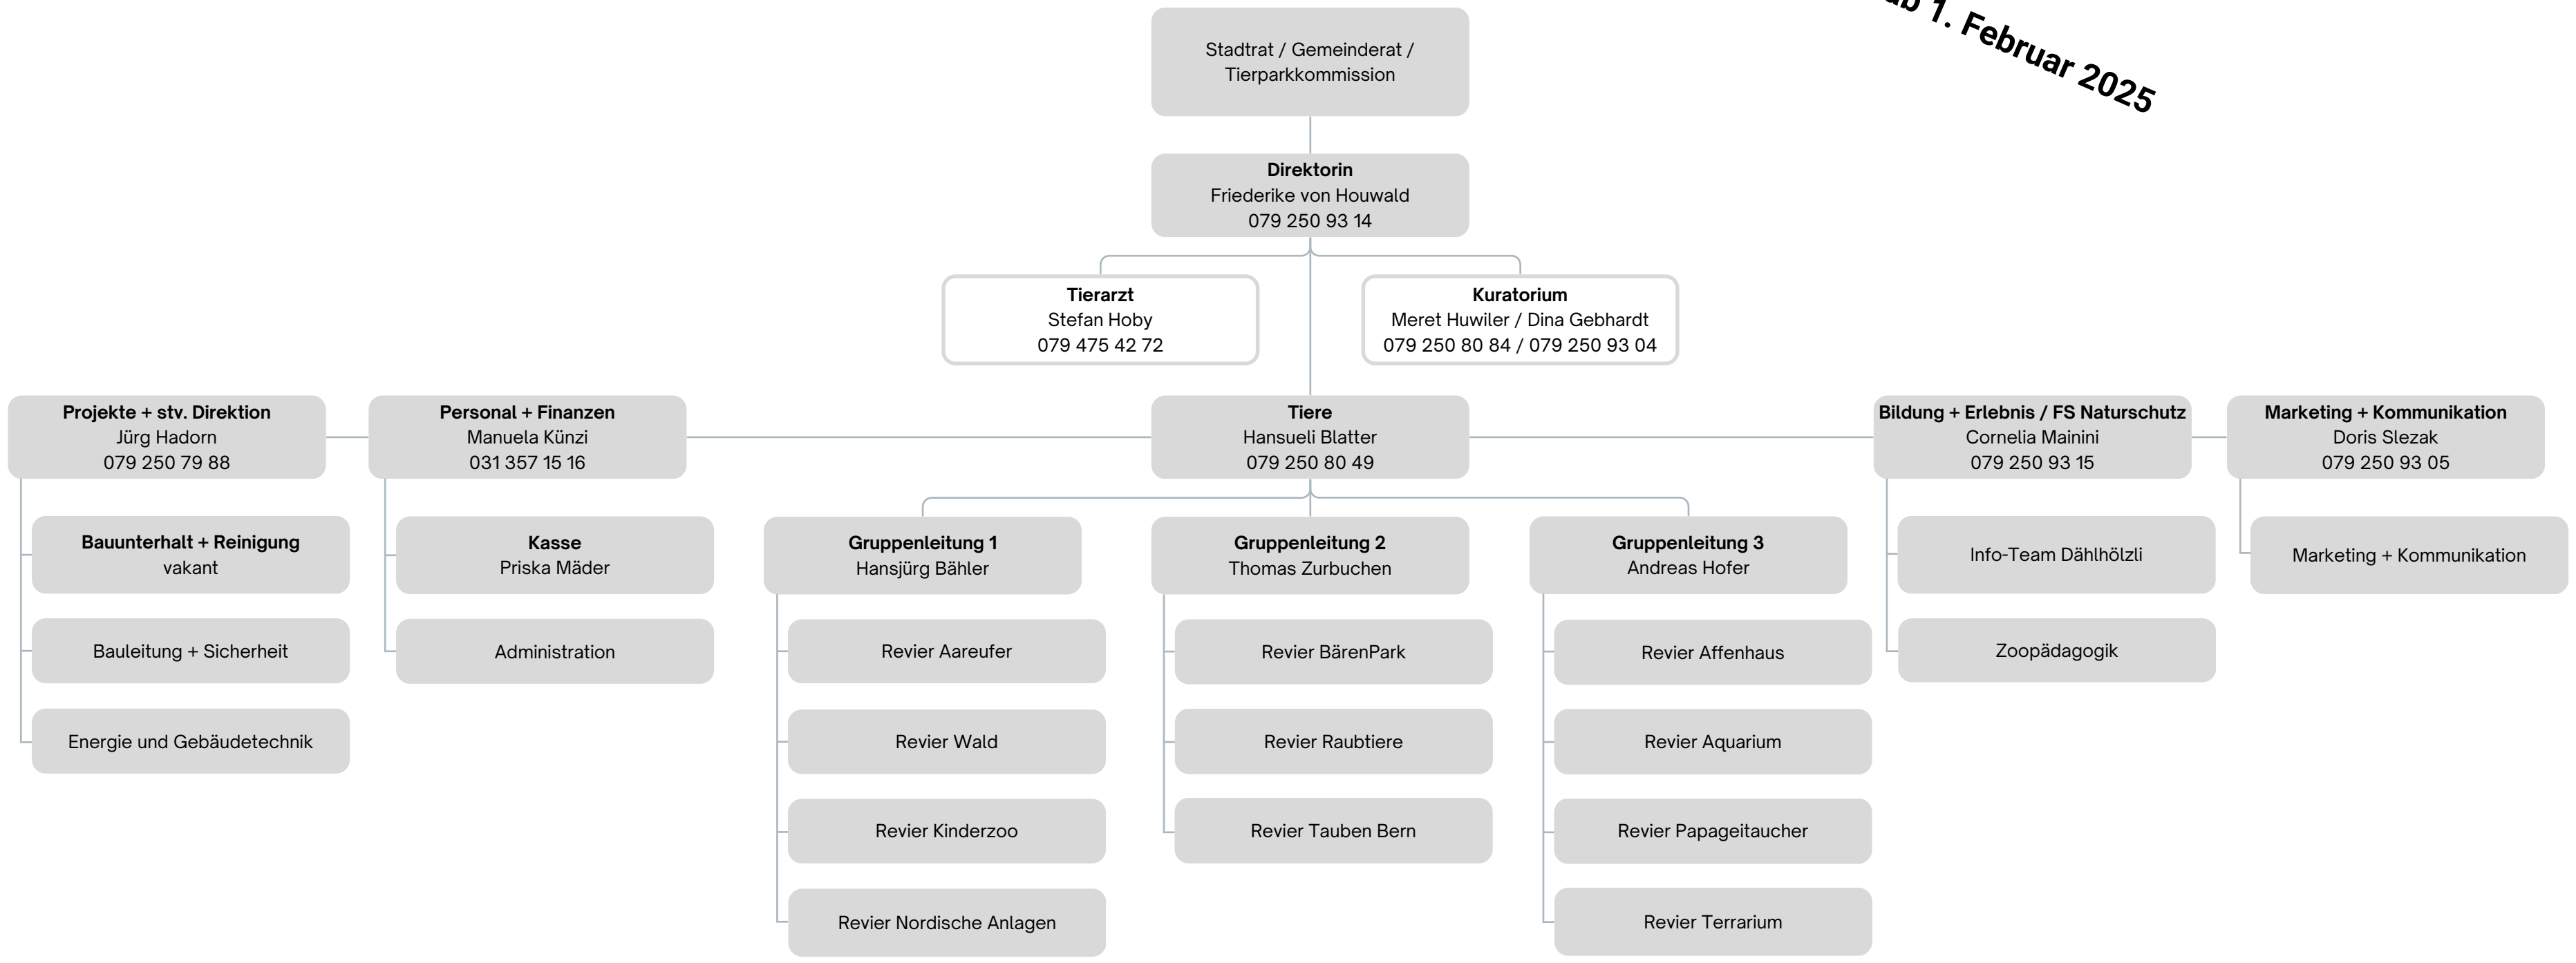 ab 1. Februar 2025
Stadtrat / Gemeinderat /
Tierparkkommission
Direktorin
Friederike von Houwald
079 250 93 14
Tierarzt
Stefan Hoby
079 475 42 72
Kuratorium
Meret Huwiler / Dina Gebhardt
079 250 80 84 / 079 250 93 04
Projekte + stv. Direktion
Jürg Hadorn
079 250 79 88
Personal + Finanzen
Manuela Künzi
031 357 15 16
Tiere
Hansueli Blatter
079 250 80 49
Bildung + Erlebnis / FS Naturschutz
Cornelia Mainini
079 250 93 15
Marketing + Kommunikation
Doris Slezak
079 250 93 05
Bauunterhalt + Reinigung
vakant
Bauleitung + Sicherheit
Energie und Gebäudetechnik
Kasse
Priska Mäder
Administration
Gruppenleitung 1
Hansjürg Bähler
Revier Aareufer
Revier Wald
Revier Kinderzoo
Revier Nordische Anlagen
Gruppenleitung 2
Thomas Zurbuchen
Revier BärenPark
Revier Raubtiere
Revier Tauben Bern
Gruppenleitung 3
Andreas Hofer
Revier Affenhaus
Revier Aquarium
Revier Papageitaucher
Revier Terrarium
Info-Team Dählhölzli
Zoopädagogik
Marketing + Kommunikation